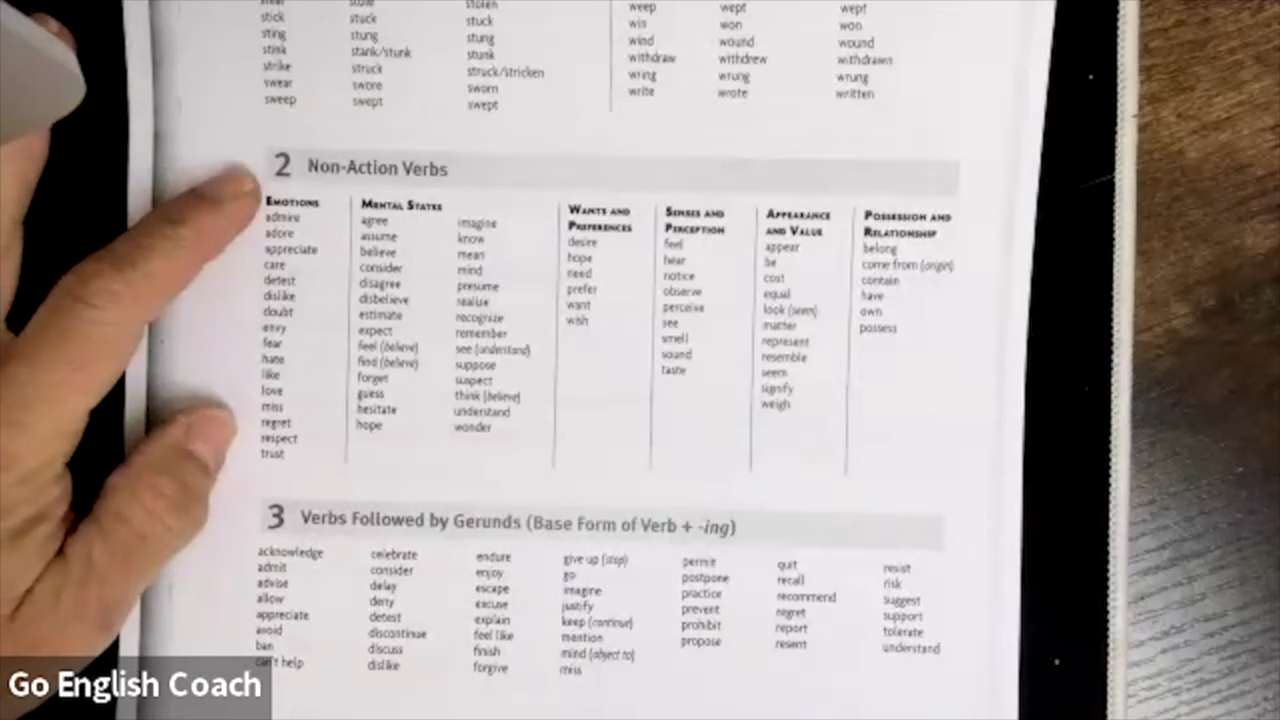 stolen
stick stuck stuck
sting stung stung
stink stank/stunk stunk
strike struck struck/stricken
swear swore sworn
sweep swept swept
weep wept wept
win won won
wind wound wound
withdraw withdrew withdrawn
wring wrung wrung
write wrote written
2 Non-Action Verbs
EMOTIONS
admire
adore
appreciate
care
detest
dislike
doubt
envy
fear
hate
like
love
miss
regret
respect
trust
MENTAL STATES
agree
assume
believe
consider
disagree
disbelieve
estimate
expect
feel (believe)
find (believe)
forget
guess
hesitate
hope
imagine
know
mean
mind
presume
realize
recognize
remember
see (understand)
suppose
suspect
think (believe)
understand
wonder
WANTS AND
PREFERENCES
desire
hope
need
prefer
want
wish
SENSES AND
PERCEPTION
feel
hear
notice
observe
perceive
see
smell
sound
taste
APPEARANCE
AND VALUE
appear
be
cost
equal
look (seem)
matter
represent
resemble
seem
signify
weigh
POSSESSION AND
RELATIONSHIP
belong
come from (origin)
contain
have
own
possess
3 Verbs Followed by Gerunds (Base Form of Verb + -ing)
acknowledge
admit
advise
allow
appreciate
avoid
ban
can't help
celebrate
consider
delay
deny
detest
discontinue
discuss
dislike
endure
enjoy
escape
excuse
explain
feel like
finish
forgive
give up (stop)
go
imagine
justify
keep (continue)
mention
mind (object to)
miss
permit
postpone
practice
prevent
prohibit
propose
quit
recall
recommend
regret
report
resent
resist
risk
suggest
support
tolerate
understand
Go English Coach